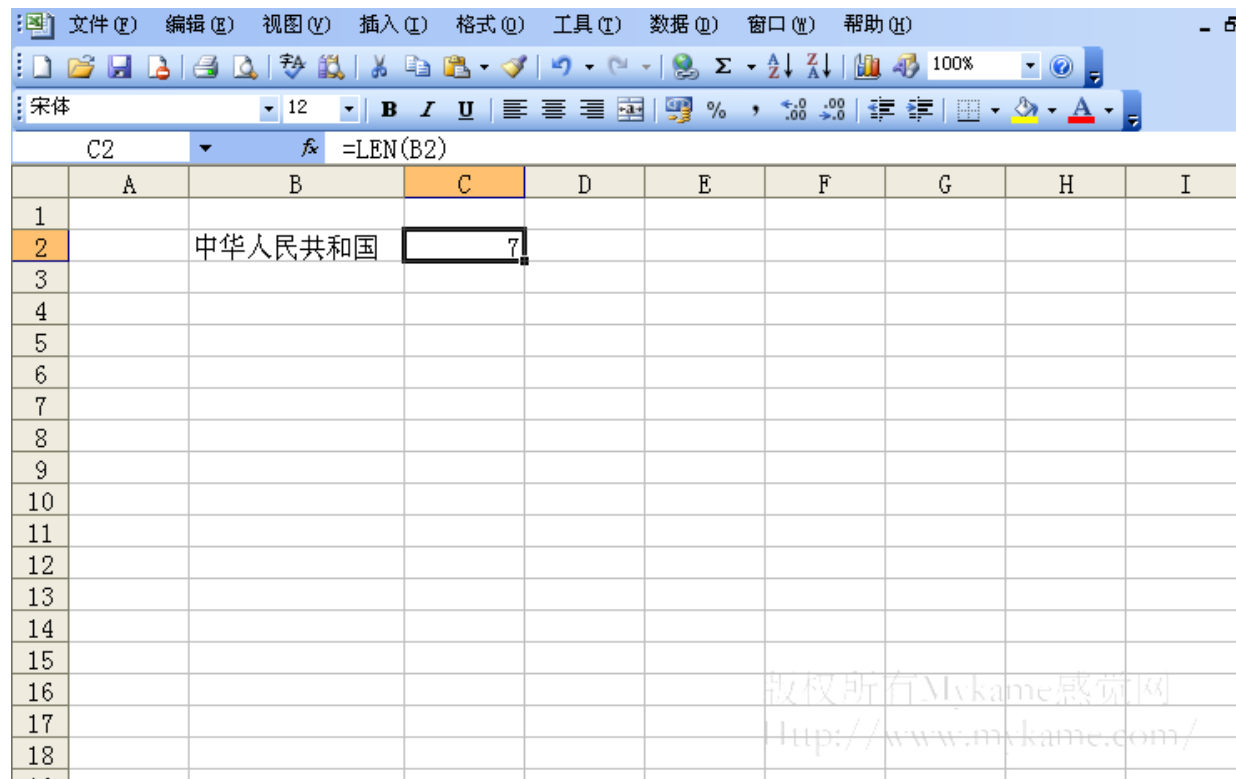 文件(F) 编辑(E) 视图(V) 插入(I) 格式(O) 工具(T) 数据(D) 窗口(W) 帮助(H)
100%
宋体 12 B I U % ,
C2 fx =LEN(B2)
A B C D E F G H I
1
2 中华人民共和国 7
3
4
5
6
7
8
9
10
11
12
13
14
15
16 版权所有Mykame感觉网
17 Http://www.mykame.com/
18